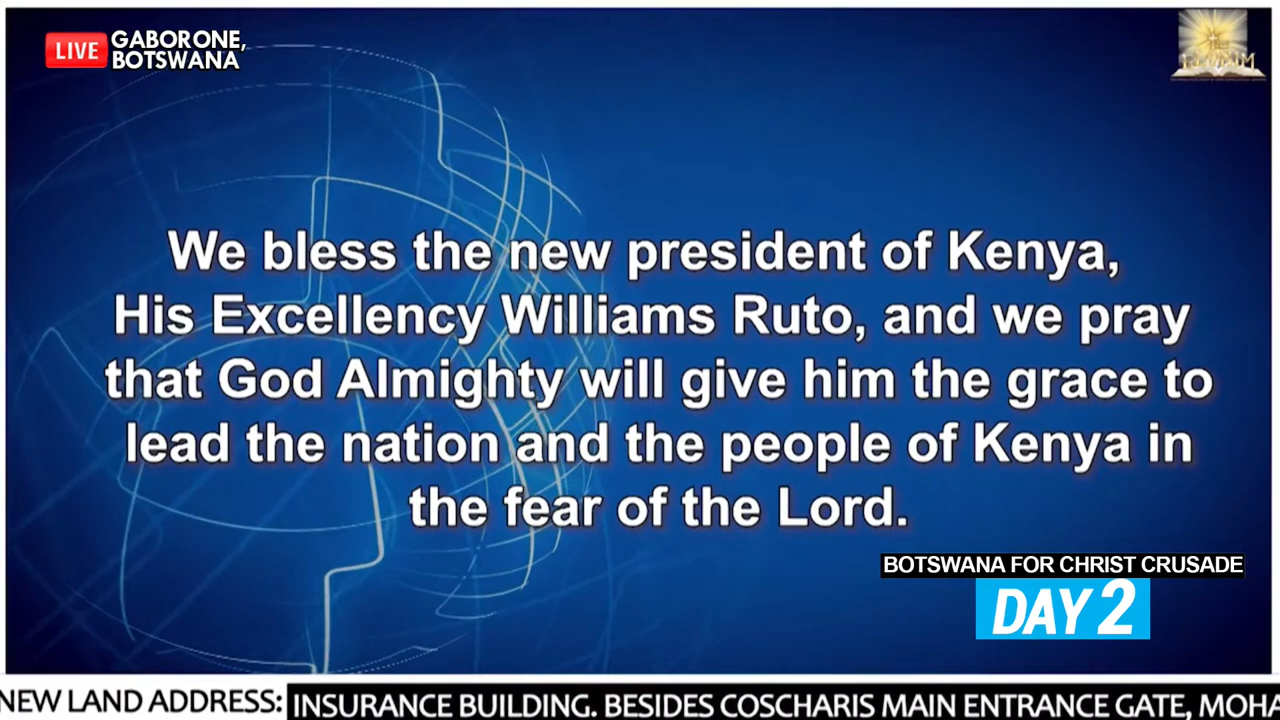 LIVE
GABORONE,
BOTSWANA
We bless the new president of Kenya,
His Excellency Williams Ruto, and we pray
that God Almighty will give him the grace to
lead the nation and the people of Kenya in
the fear of the Lord.
BOTSWANA FOR CHRIST CRUSADE
DAY 2
NEW LAND ADDRESS: INSURANCE BUILDING. BESIDES COSCHARIS MAIN ENTRANCE GATE, MOHA